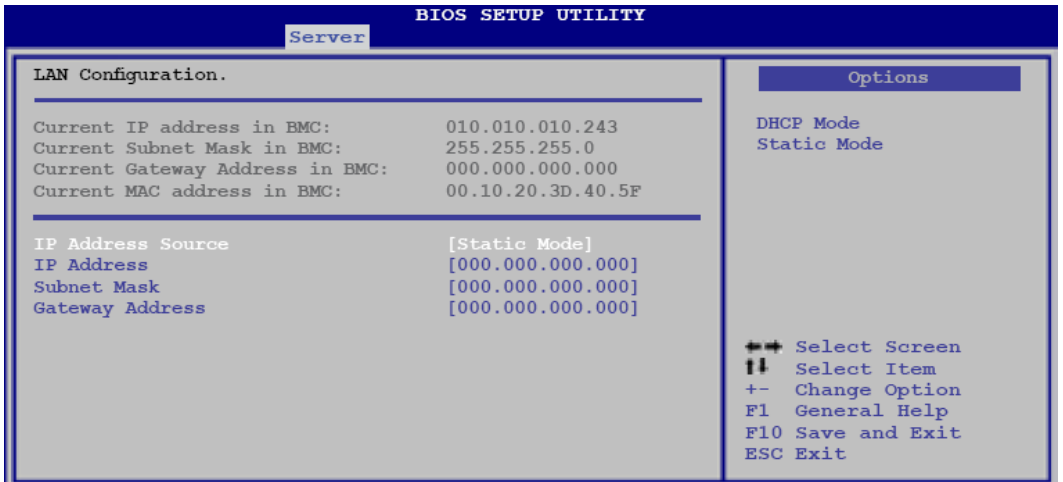 BIOS SETUP UTILITY
Server
LAN Configuration.
Current IP address in BMC: 010.010.010.243
Current Subnet Mask in BMC: 255.255.255.0
Current Gateway Address in BMC: 000.000.000.000
Current MAC address in BMC: 00.10.20.3D.40.5F
IP Address Source [Static Mode]
IP Address [000.000.000.000]
Subnet Mask [000.000.000.000]
Gateway Address [000.000.000.000]
Options
DHCP Mode
Static Mode
Select Screen
Select Item
+- Change Option
F1 General Help
F10 Save and Exit
ESC Exit